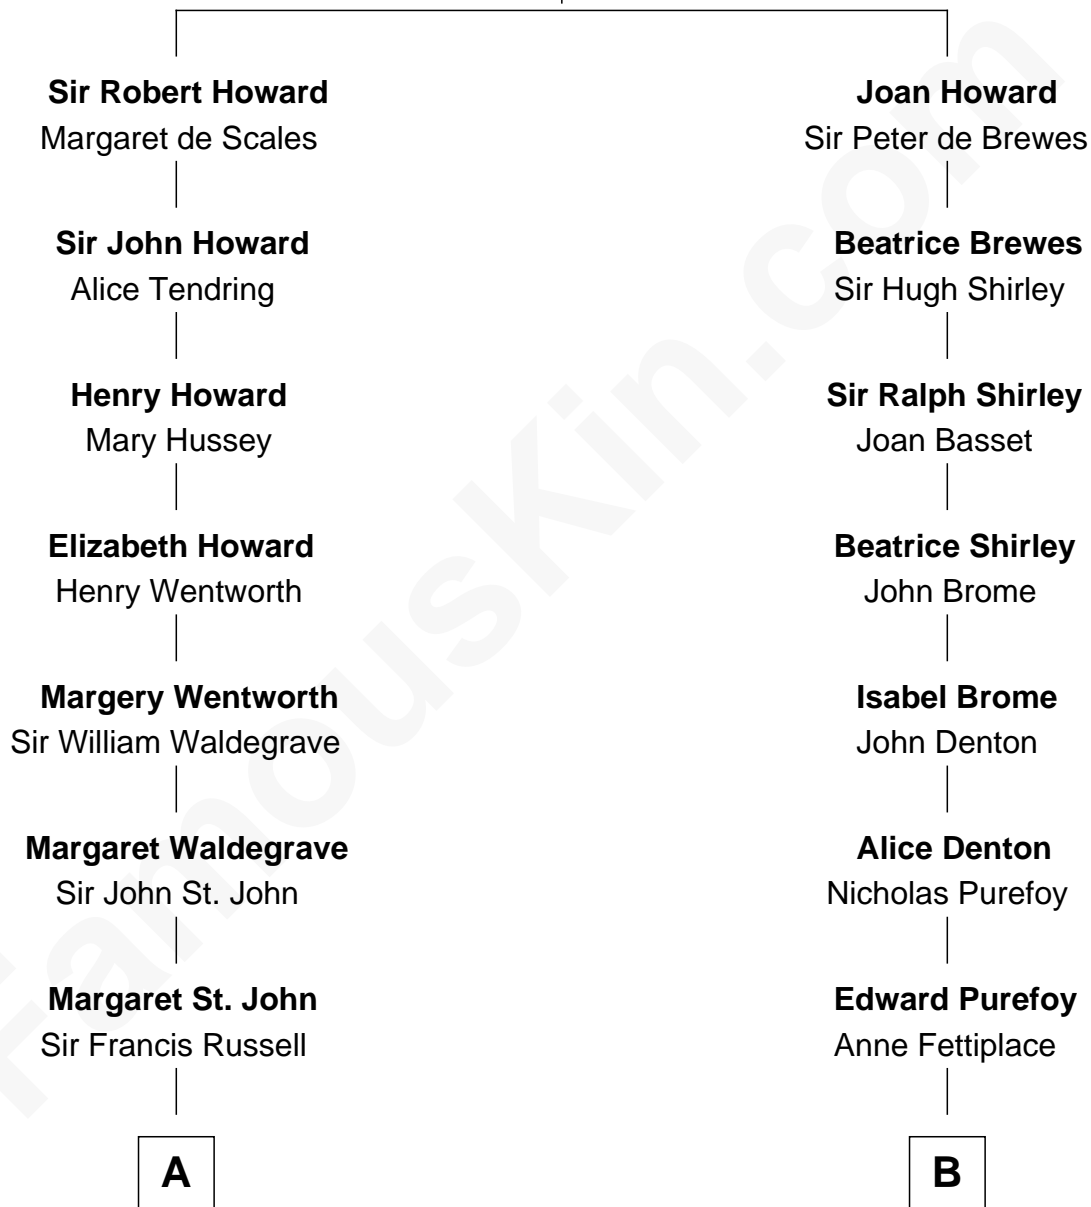 Sir Robert Howard
Margaret de Scales
Sir John Howard
Alice Tendring
Henry Howard
Mary Hussey
Elizabeth Howard
Henry Wentworth
Margery Wentworth
Sir William Waldegrave
Margaret Waldegrave
Sir John St. John
Margaret St. John
Sir Francis Russell
A
Joan Howard
Sir Peter de Brewes
Beatrice Brewes
Sir Hugh Shirley
Sir Ralph Shirley
Joan Basset
Beatrice Shirley
John Brome
Isabel Brome
John Denton
Alice Denton
Nicholas Purefoy
Edward Purefoy
Anne Fettiplace
B
FamousKin.com